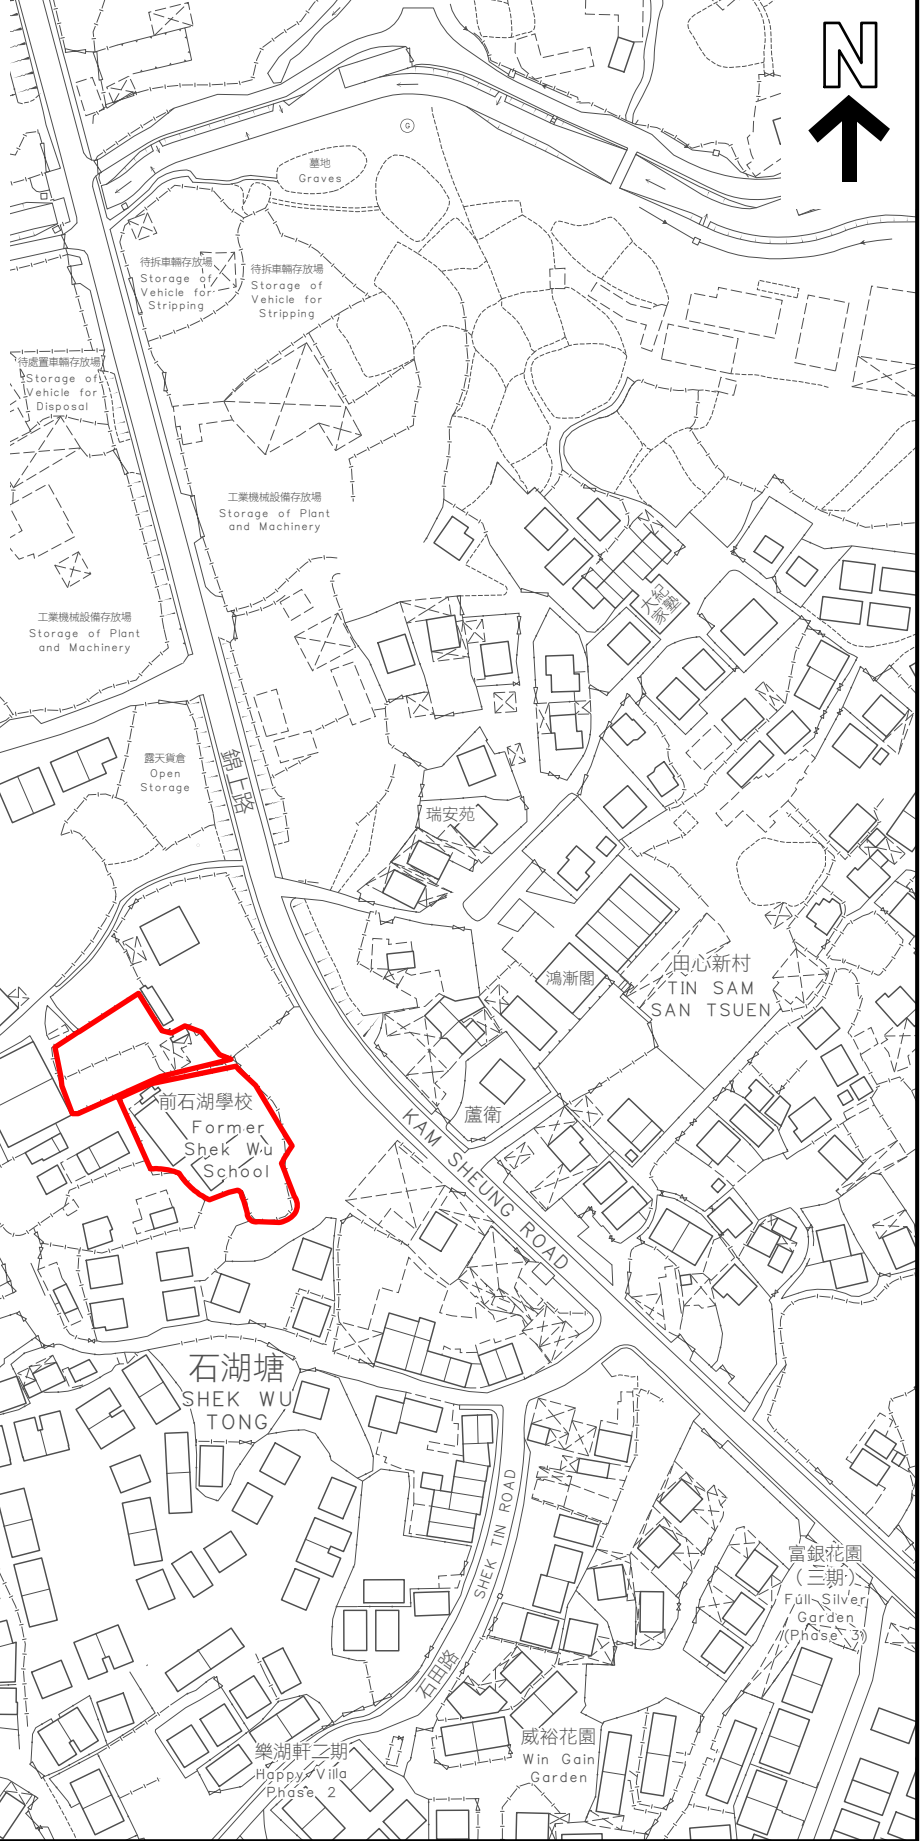 N
G
墓地
Graves
待拆車輛存放場
Storage of
Vehicle for
Stripping
待拆車輛存放場
Storage of
Vehicle for
Stripping
待處置車輛存放場
Storage of
Vehicle for
Disposal
工業機械設備存放場
Storage of Plant
and Machinery
大紀
家塾
工業機械設備存放場
Storage of Plant
and Machinery
露天貨倉
Open
Storage
錦上路
瑞安苑
鴻漸閣
田心新村
TIN SAM
SAN TSUEN
前石湖學校
Former
Shek Wu
School
蘆衛
KAM SHEUNG ROAD
石湖塘
SHEK WU
TONG
SHEK TIN ROAD
石田路
富銀花園
（三期）
Full Silver
Garden
(Phase 3)
威裕花園
Win Gain
Garden
樂湖軒二期
Happy Villa
Phase 2